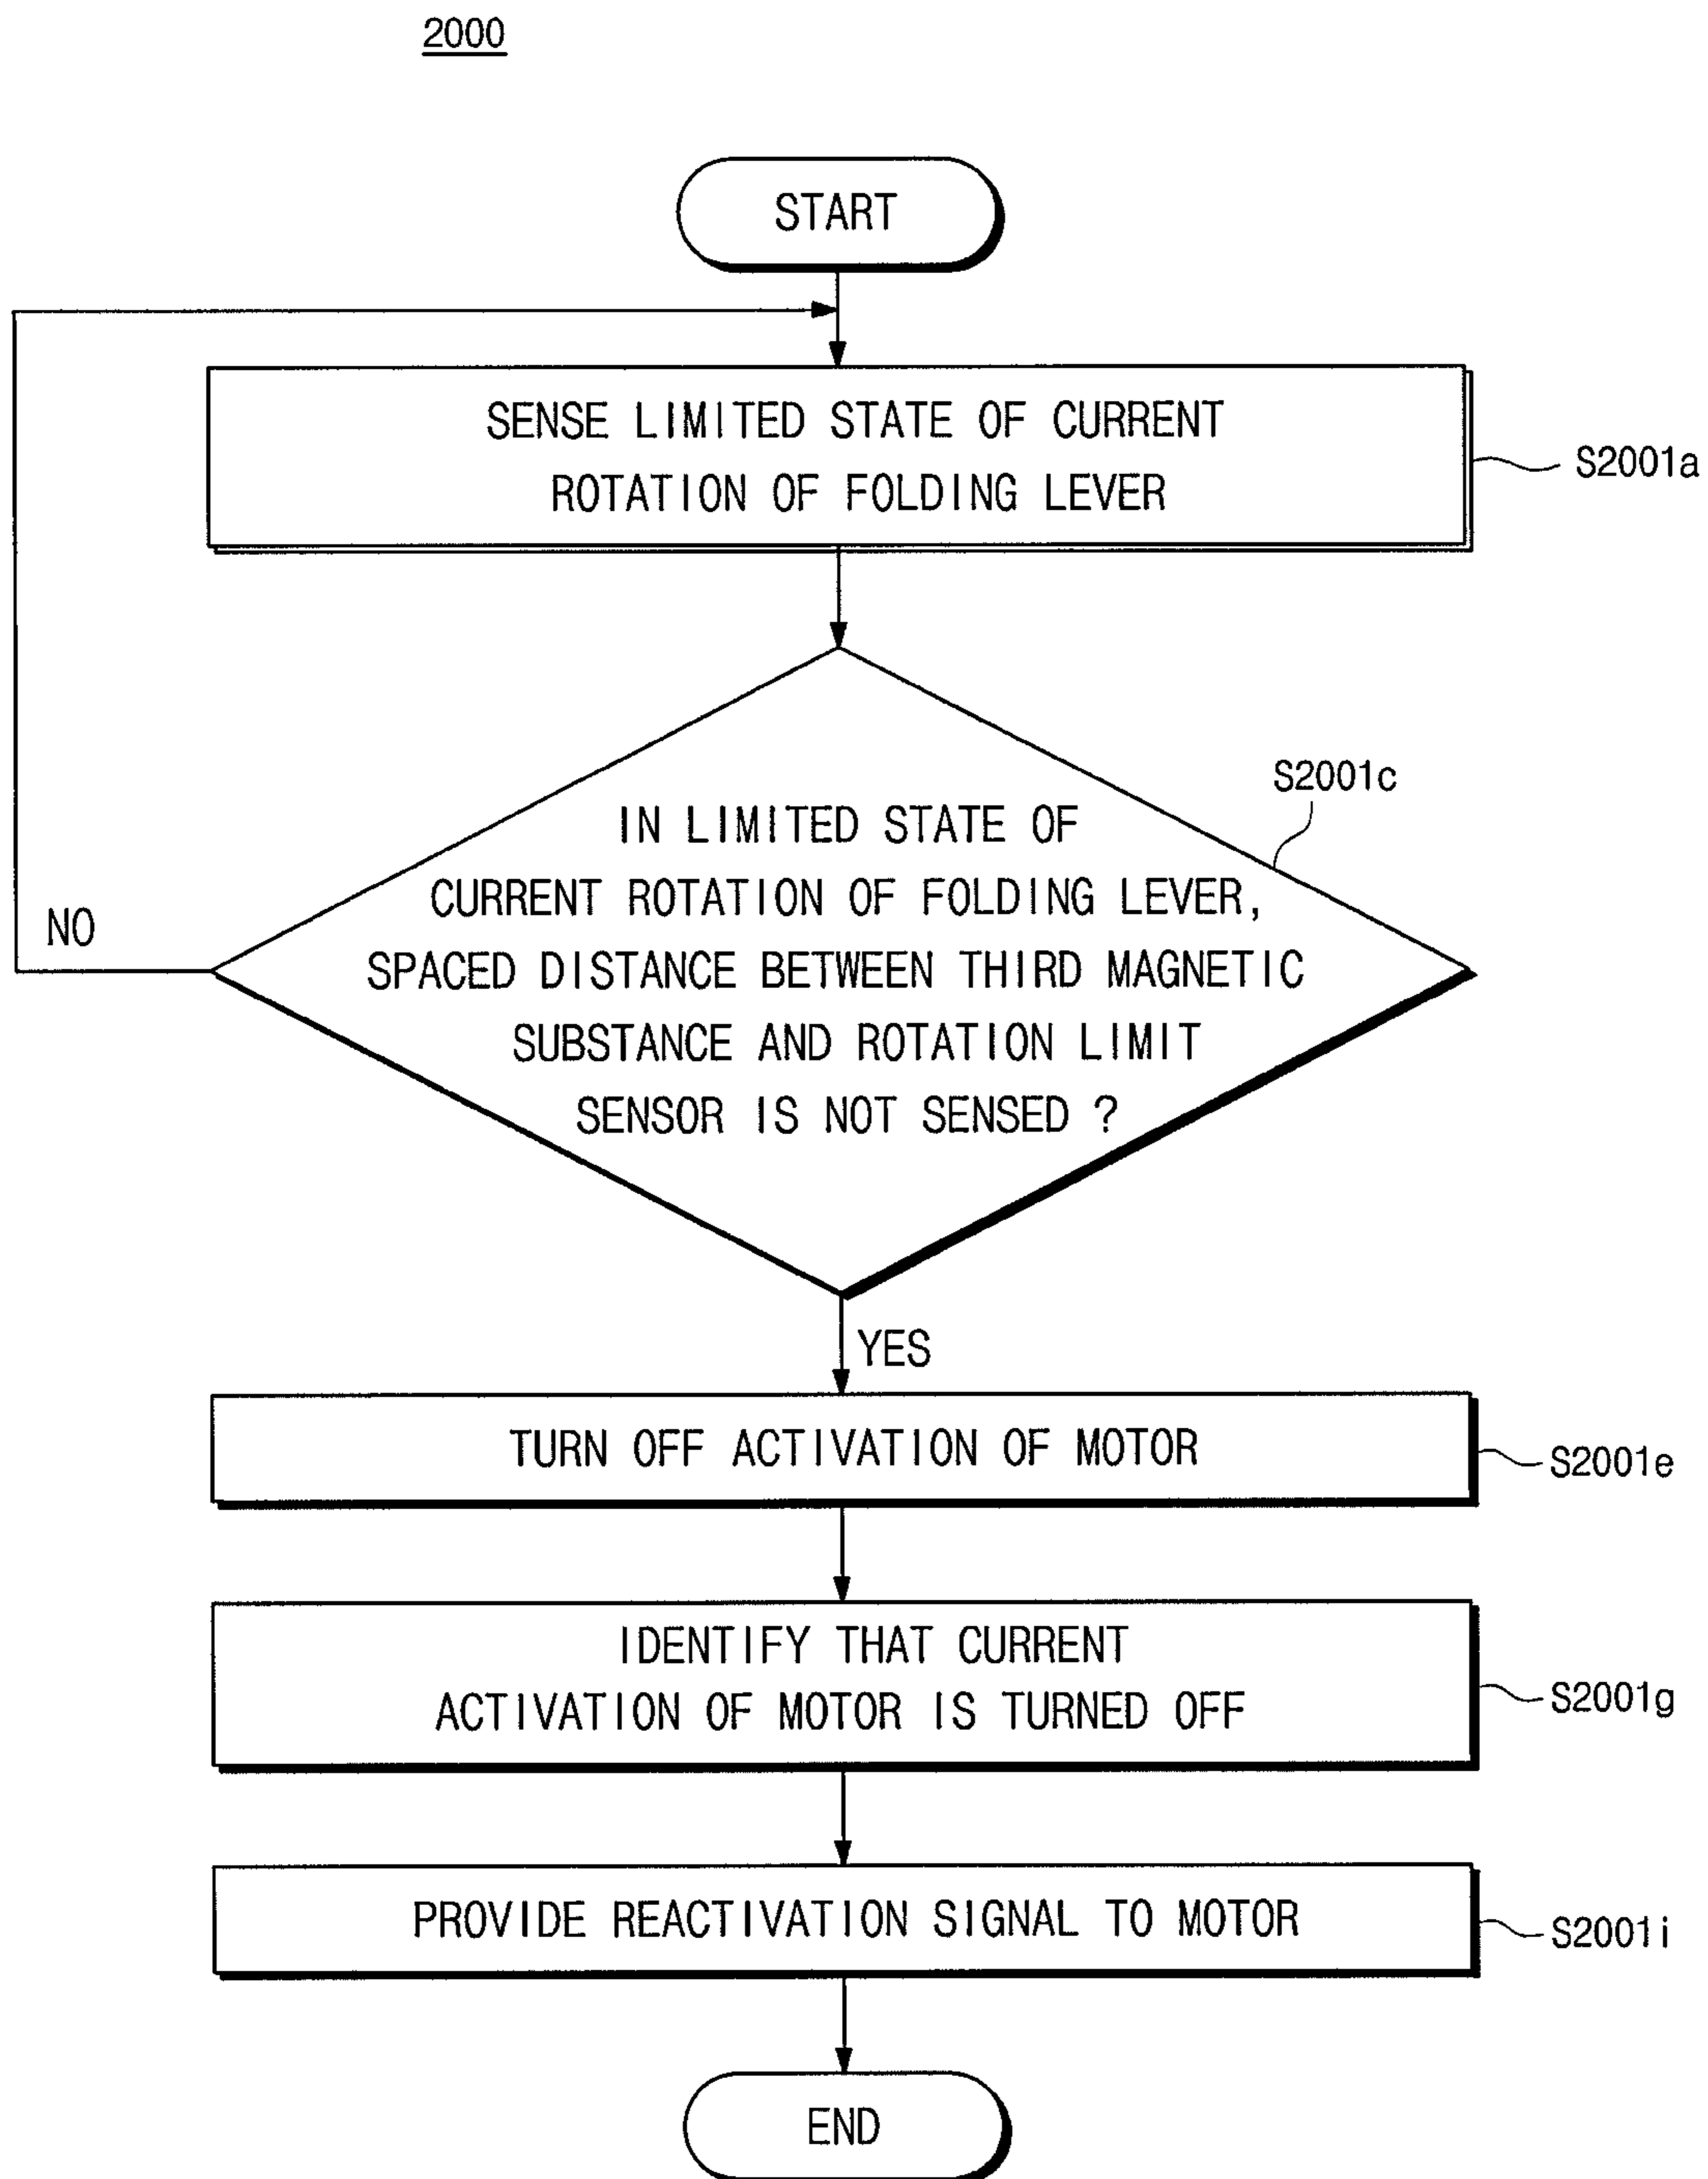 2000
START
SENSE LIMITED STATE OF CURRENT
ROTATION OF FOLDING LEVER
S2001a
S2001c
IN LIMITED STATE OF
CURRENT ROTATION OF FOLDING LEVER,
NO
SPACED DISTANCE BETWEEN THIRD MAGNETIC
SUBSTANCE AND ROTATION LIMIT
SENSOR IS NOT SENSED ?
YES
TURN OFF ACTIVATION OF MOTOR
S2001e
IDENTIFY THAT CURRENT
ACTIVATION OF MOTOR IS TURNED OFF
S2001g
PROVIDE REACTIVATION SIGNAL TO MOTOR
S2001i
END